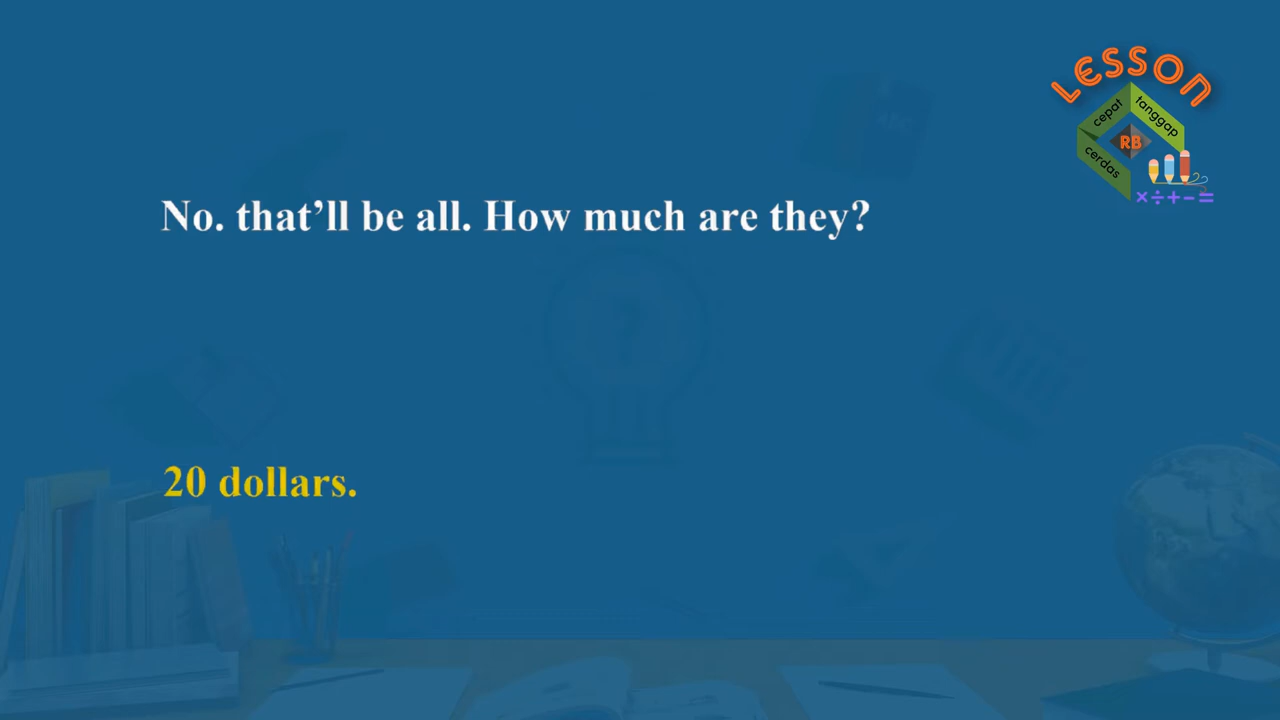 LESSON
cepat
tanggap
RB
cerdas
×÷+−=
No. that’ll be all. How much are they?
20 dollars.